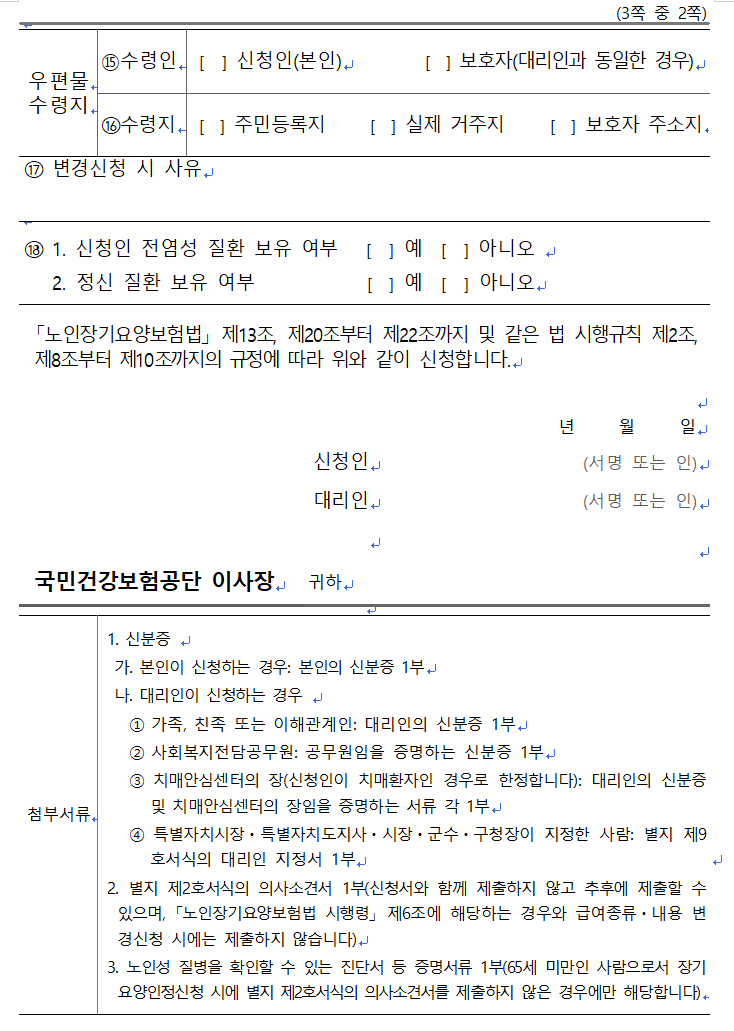 (3쪽 중 2쪽)
우편물
수령지
⑮수령인 [ ] 신청인(본인) [ ] 보호자(대리인과 동일한 경우)
⑯수령지 [ ] 주민등록지 [ ] 실제 거주지 [ ] 보호자 주소지
⑰ 변경신청 시 사유
⑱ 1. 신청인 전염성 질환 보유 여부 [ ] 예 [ ] 아니오
2. 정신 질환 보유 여부 [ ] 예 [ ] 아니오
「노인장기요양보험법」 제13조, 제20조부터 제22조까지 및 같은 법 시행규칙 제2조,
제8조부터 제10조까지의 규정에 따라 위와 같이 신청합니다.
년 월 일
신청인 (서명 또는 인)
대리인 (서명 또는 인)
국민건강보험공단 이사장 귀하
첨부서류
1. 신분증
가. 본인이 신청하는 경우: 본인의 신분증 1부
나. 대리인이 신청하는 경우
① 가족, 친족 또는 이해관계인: 대리인의 신분증 1부
② 사회복지전담공무원: 공무원임을 증명하는 신분증 1부
③ 치매안심센터의 장(신청인이 치매환자인 경우로 한정합니다): 대리인의 신분증
및 치매안심센터의 장임을 증명하는 서류 각 1부
④ 특별자치시장・특별자치도지사・시장・군수・구청장이 지정한 사람: 별지 제9
호서식의 대리인 지정서 1부
2. 별지 제2호서식의 의사소견서 1부(신청서와 함께 제출하지 않고 추후에 제출할 수
있으며,「노인장기요양보험법 시행령」 제6조에 해당하는 경우와 급여종류・내용 변
경신청 시에는 제출하지 않습니다)
3. 노인성 질병을 확인할 수 있는 진단서 등 증명서류 1부(65세 미만인 사람으로서 장기
요양인정신청 시에 별지 제2호서식의 의사소견서를 제출하지 않은 경우에만 해당합니다)